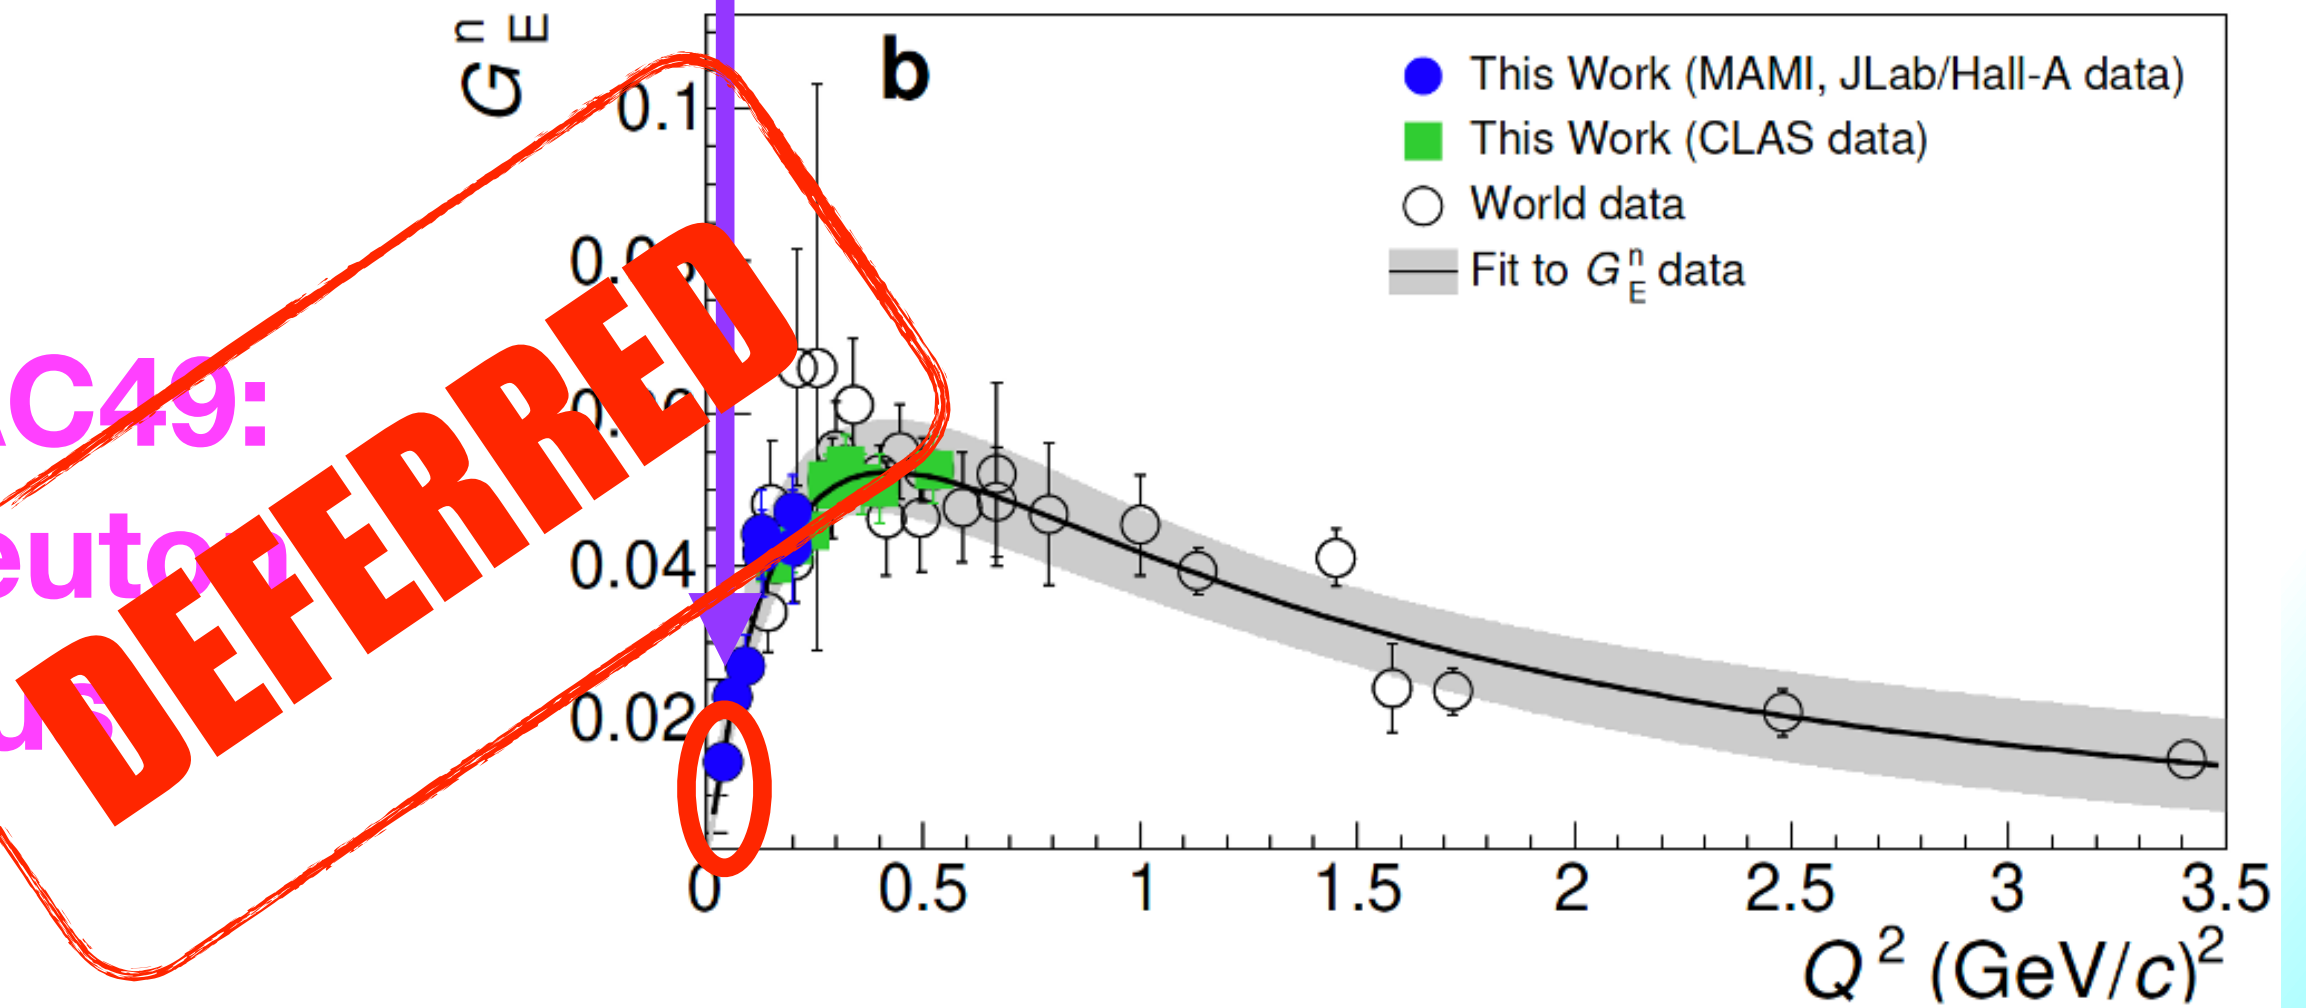 G n E
b
This Work (MAMI, JLab/Hall-A data)
This Work (CLAS data)
World data
Fit to G n E data
0.1
0.04
0.02
C49:
DEFERRED
0 0.5 1 1.5 2 2.5 3 3.5
Q 2 (GeV/c)2